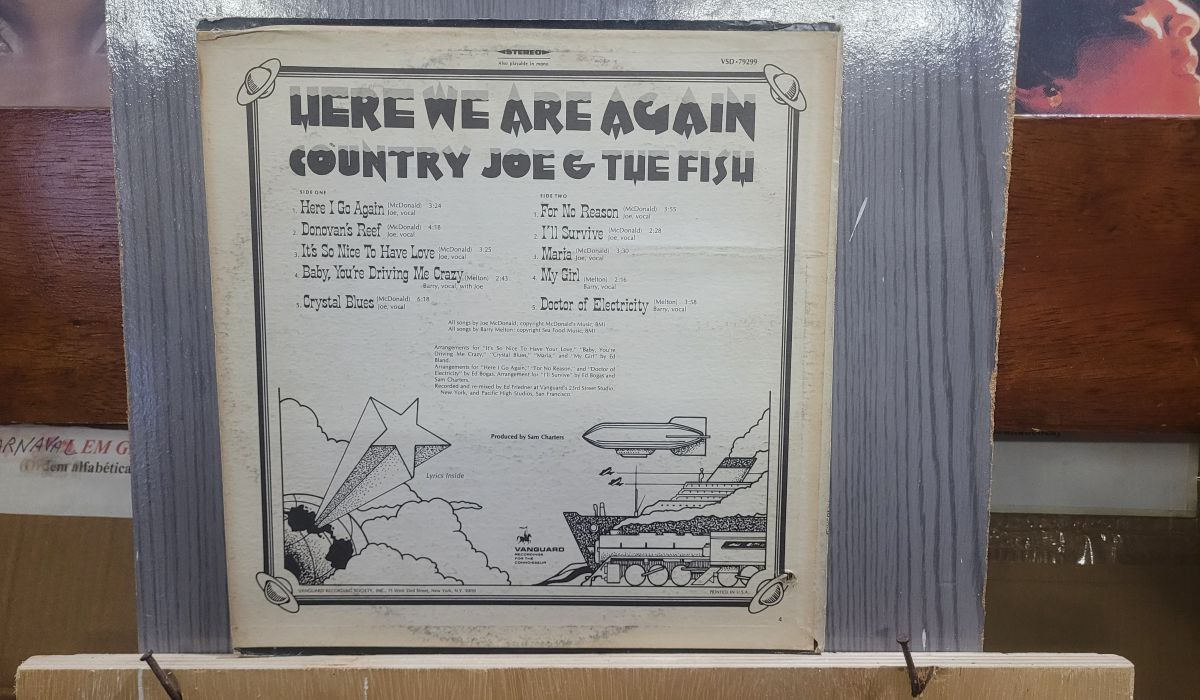 STEREO
Also playable in mono
VSD•79299
HERE WE ARE AGAIN
COUNTRY JOE & THE FISH
SIDE ONE
1. Here I Go Again (McDonald) 3:24
Joe, vocal
2. Donovan's Reef (McDonald) 4:18
Joe, vocal
3. It's So Nice To Have Love (McDonald) 3:25
Joe, vocal
4. Baby, You're Driving Me Crazy (Melton) 2:43
Barry, vocal, with Joe
5. Crystal Blues (McDonald) 6:18
Joe, vocal
SIDE TWO
1. For No Reason (McDonald) 3:55
Joe, vocal
2. I'll Survive (McDonald) 2:28
Joe, vocal
3. Maria (McDonald) 3:30
Joe, vocal
4. My Girl (Melton) 2:16
Barry, vocal
5. Doctor of Electricity (Melton) 3:58
Barry, vocal
All songs by Joe McDonald; copyright McDonald's Music; BMI
All songs by Barry Melton; copyright Sea Food Music; BMI
Arrangements for "It's So Nice To Have Your Love," "Baby, You're
Driving Me Crazy," "Crystal Blues," "Maria," and "My Girl" by Ed
Bland.
Arrangements for "Here I Go Again," "For No Reason," and "Doctor of
Electricity" by Ed Bogas. Arrangement for "I'll Survive" by Ed Bogas and
Sam Charters.
Recorded and re-mixed by Ed Friedner at Vanguard's 23rd Street Studio,
New York, and Pacific High Studios, San Francisco.
Produced by Sam Charters
Lyrics Inside
VANGUARD
RECORDINGS
FOR THE
CONNOISSEUR
VANGUARD RECORDING SOCIETY, INC., 71 West 23rd Street, New York, N.Y. 10010
PRINTED IN U.S.A.
4
ARNAVAL EM G
(Ordem alfabética